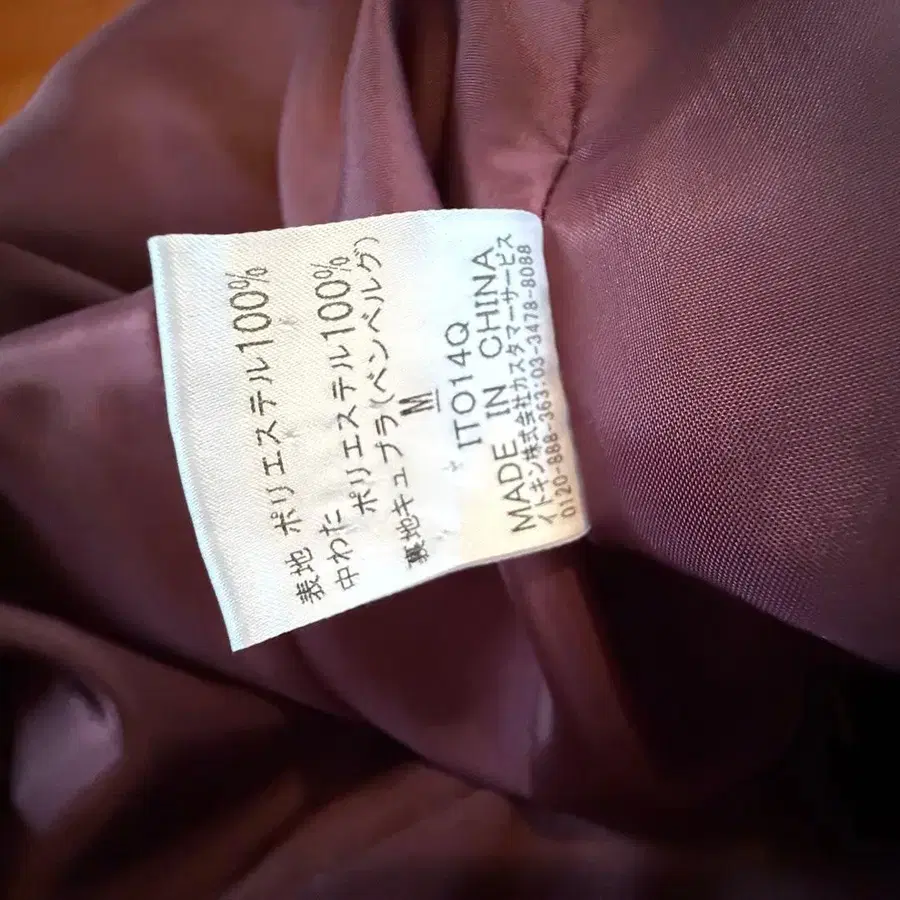 表地 ポリエステル100%
中わた
ポリエステル100%
裏地キュプラ(ベンベルグ)
M
ITO14Q
MADE IN CHINA
イトキン株式会社カスタマーサービス
0120-888-363:03-3478-8088